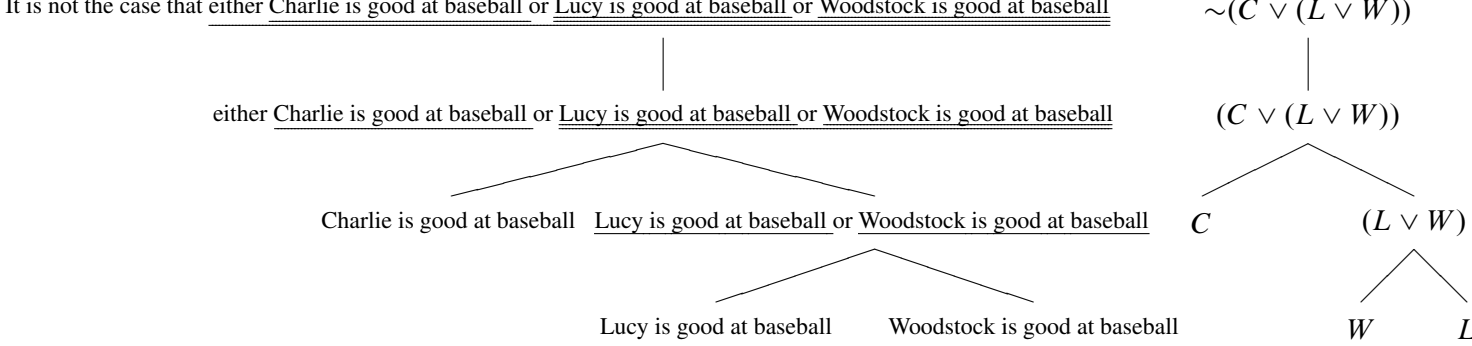 It is not the case that either Charlie is good at baseball or Lucy is good at baseball or Woodstock is good at baseball ∼(C ∨ (L ∨ W))
either Charlie is good at baseball or Lucy is good at baseball or Woodstock is good at baseball (C ∨ (L ∨ W))
Charlie is good at baseball Lucy is good at baseball or Woodstock is good at baseball C (L ∨ W)
Lucy is good at baseball Woodstock is good at baseball W L